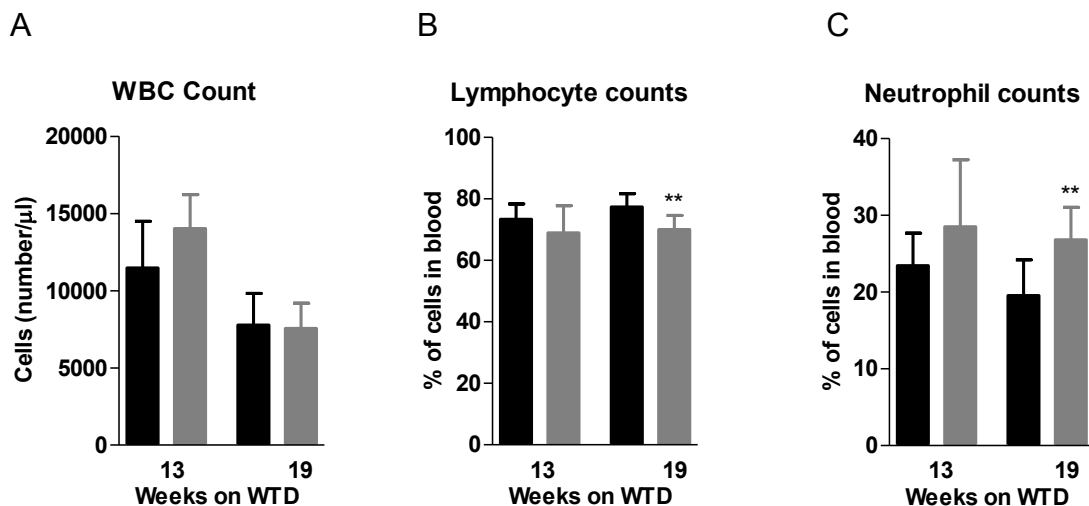 A
B
C
WBC Count
Lymphocyte counts
Neutrophil counts
Cells (number/µl)
20000
15000
10000
5000
0
13
19
Weeks on WTD
% of cells in blood
100
80
60
40
20
0
**
13
19
Weeks on WTD
% of cells in blood
40
30
20
10
0
**
13
19
Weeks on WTD